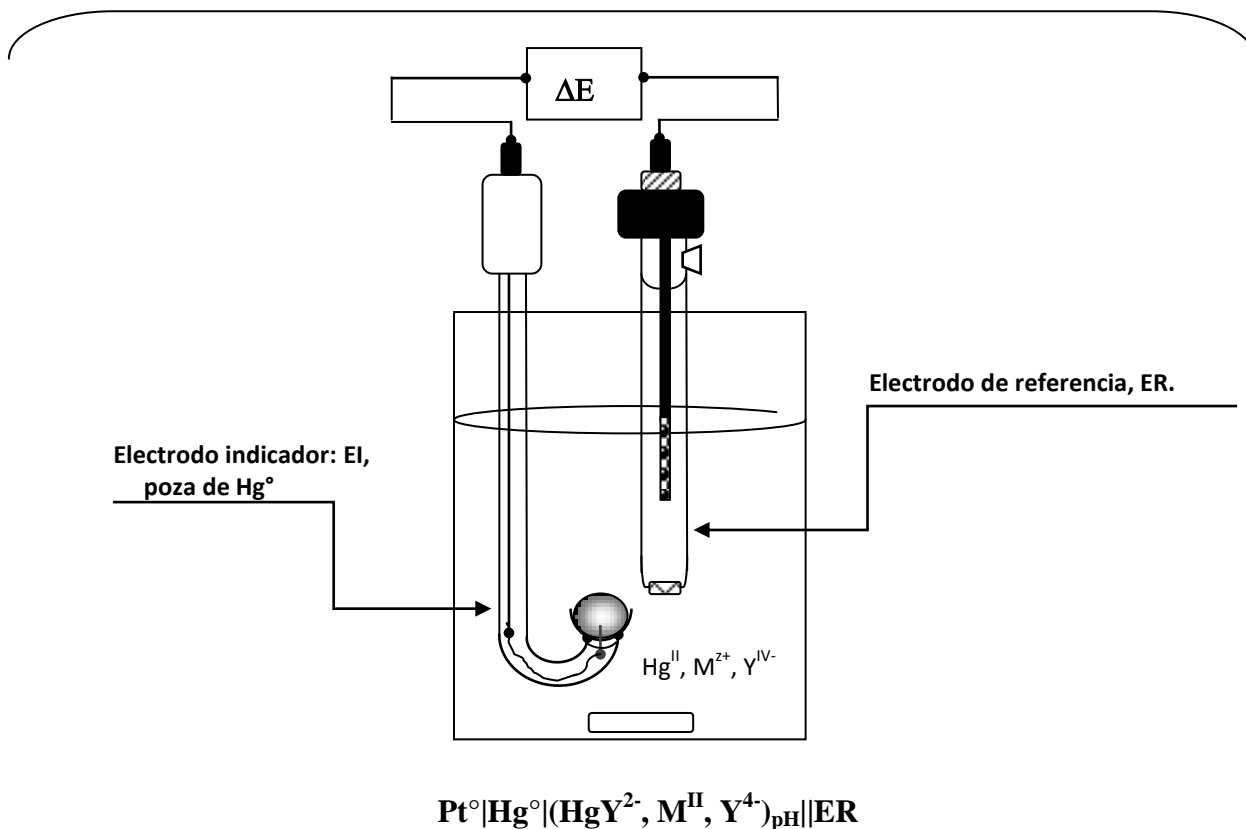 ΔE
Electrodo de referencia, ER.
Electrodo indicador: EI,
poza de Hg°
Hg^II, M^z+, Y^IV-
Pt°|Hg°|(HgY^2-, M^II, Y^4-)_pH||ER